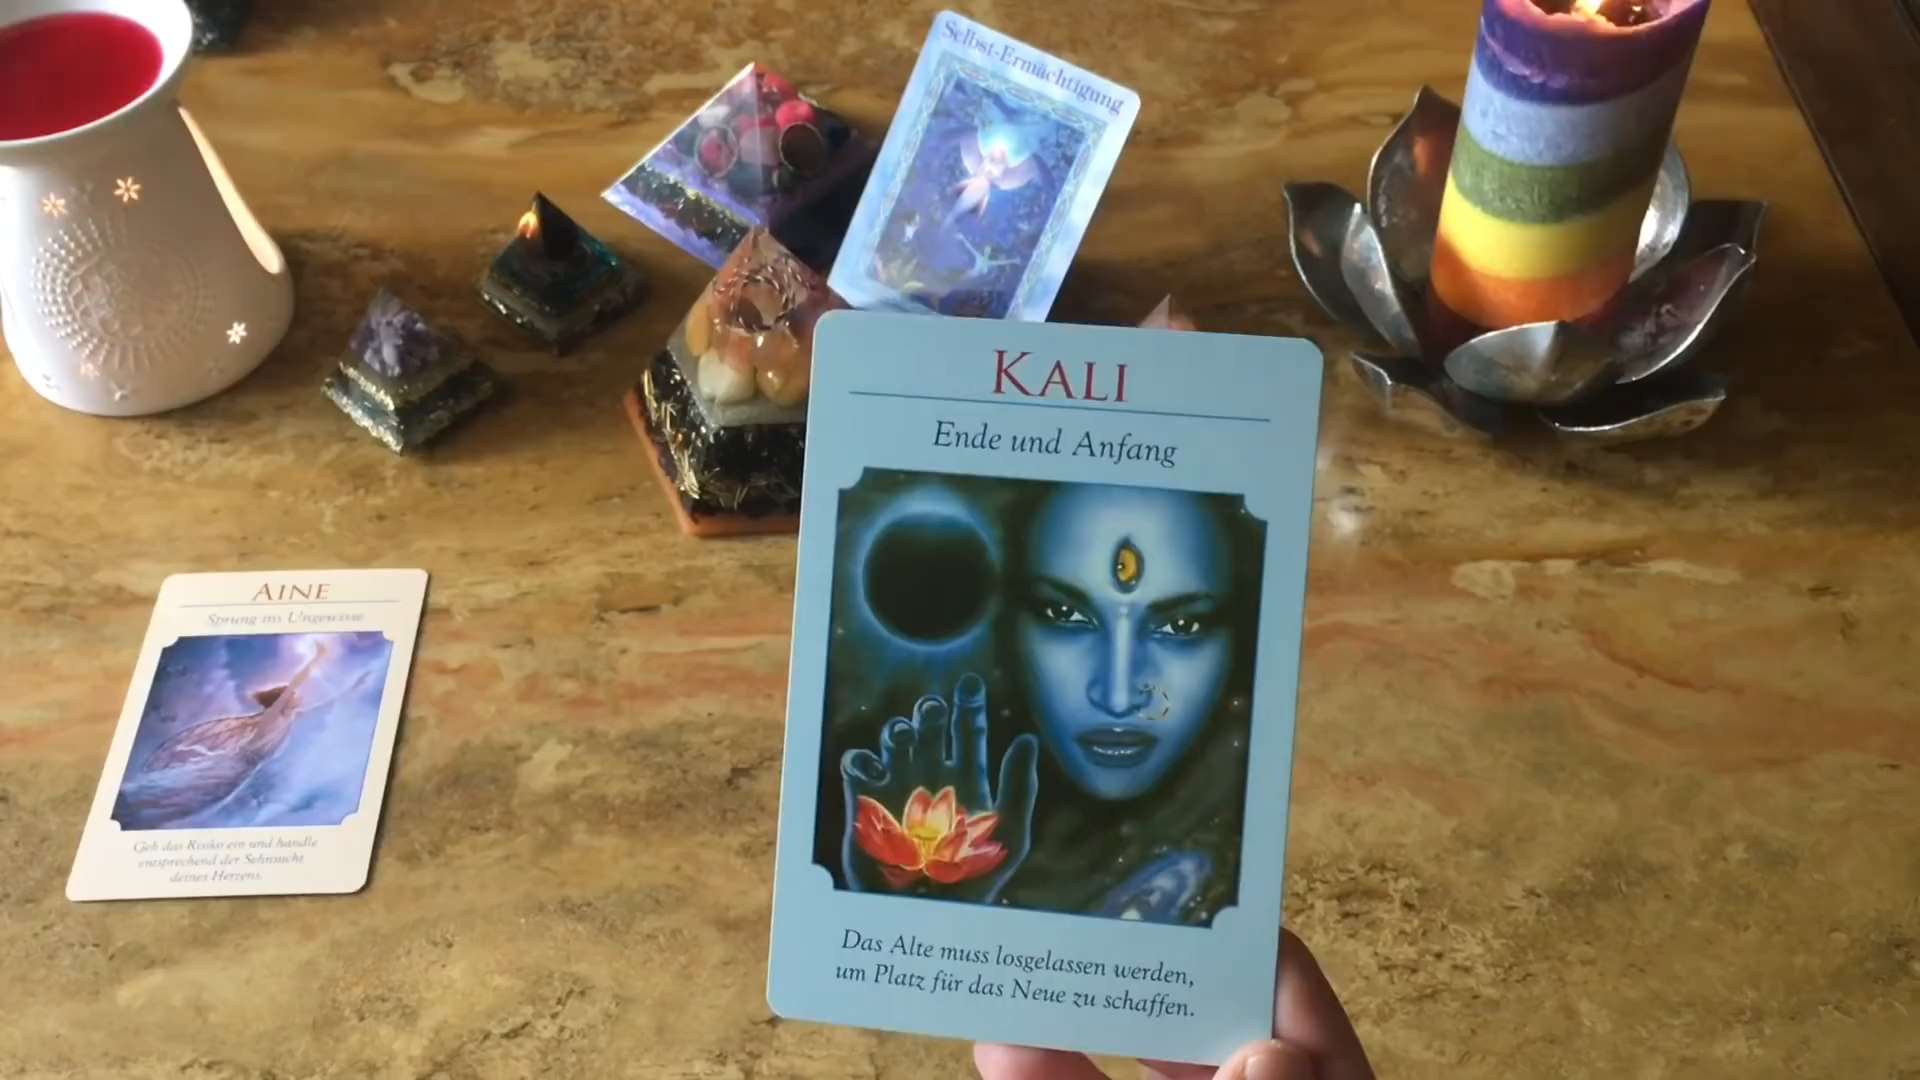 Selbst-Ermächtigung
KALI
Ende und Anfang
Das Alte muss losgelassen werden,
um Platz für das Neue zu schaffen.
AINE
Sprung ins Ungewisse
Geh das Risiko ein und handle
entsprechend der Sehnsucht
deines Herzens.